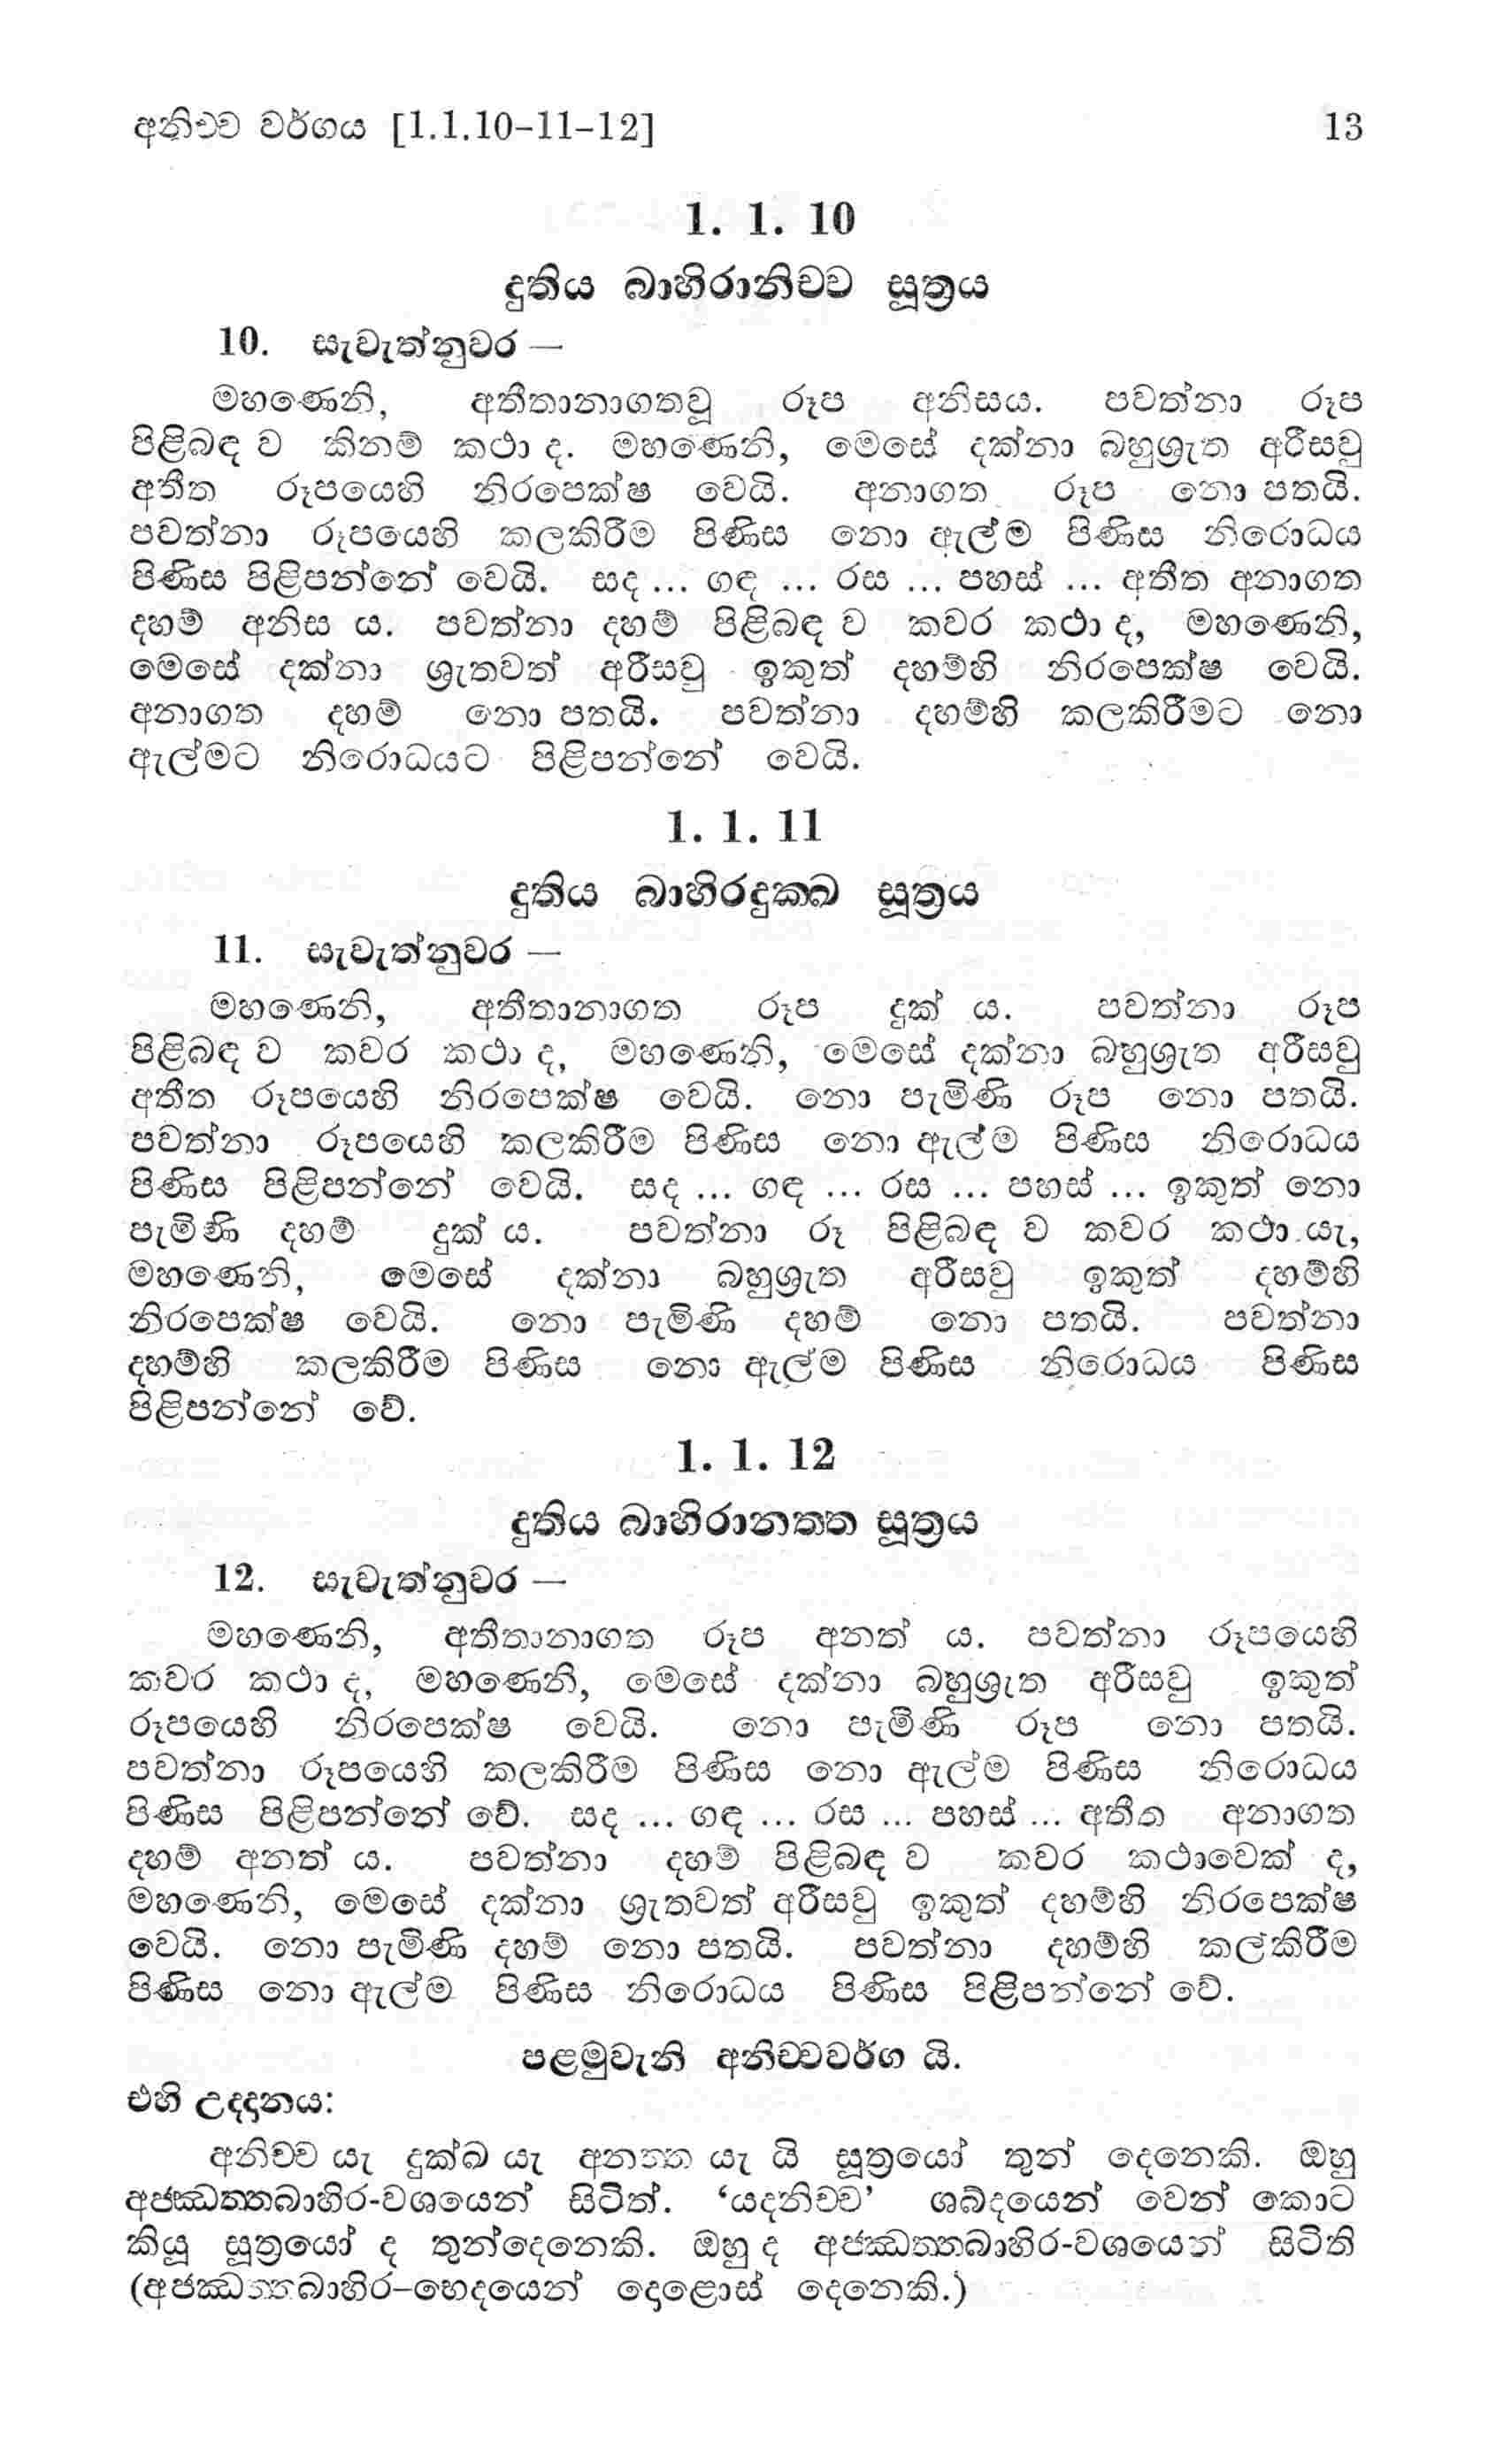 අනිච්ච වර්ගය [1.1.10-11-12] 13
1. 1. 10
දුතිය බාහිරානිච්ච සූත්‍රය
10. සැවැත්නුවර —
මහණෙනි, අතීතානාගතවූ රූප අනිසය. පවත්නා රූප
පිළිබඳ ව කිනම් කථා ද. මහණෙනි, මෙසේ දක්නා බහුශ්‍රැත අරීසවු
අතීත රූපයෙහි නිරපෙක්ෂ වෙයි. අනාගත රූප නො පතයි.
පවත්නා රූපයෙහි කලකිරීම පිණිස නො ඇල්ම පිණිස නිරොධය
පිණිස පිළිපන්නේ වෙයි. සද ... ගඳ ... රස ... පහස් ... අතීත අනාගත
දහම් අනිස ය. පවත්නා දහම් පිළිබඳ ව කවර කථා ද, මහණෙනි,
මෙසේ දක්නා ශ්‍රැතවත් අරීසවු ඉකුත් දහම්හි නිරපෙක්ෂ වෙයි.
අනාගත දහම් නො පතයි. පවත්නා දහම්හි කලකිරීමට නො
ඇල්මට නිරොධයට පිළිපන්නේ වෙයි.
1. 1. 11
දුතිය බාහිරදුක්ඛ සූත්‍රය
11. සැවැත්නුවර —
මහණෙනි, අතීතානාගත රූප දුක් ය. පවත්නා රූප
පිළිබඳ ව කවර කථා ද, මහණෙනි, මෙසේ දක්නා බහුශ්‍රැත අරීසවු
අතීත රූපයෙහි නිරපෙක්ෂ වෙයි. නො පැමිණි රූප නො පතයි.
පවත්නා රූපයෙහි කලකිරීම පිණිස නො ඇල්ම පිණිස නිරොධය
පිණිස පිළිපන්නේ වෙයි. සද ... ගඳ ... රස ... පහස් ... ඉකුත් නො
පැමිණි දහම් දුක් ය. පවත්නා රූ පිළිබඳ ව කවර කථා යැ,
මහණෙනි, මෙසේ දක්නා බහුශ්‍රැත අරීසවු ඉකුත් දහම්හි
නිරපෙක්ෂ වෙයි. නො පැමිණි දහම් නො පතයි. පවත්නා
දහම්හි කලකිරීම පිණිස නො ඇල්ම පිණිස නිරොධය පිණිස
පිළිපන්නේ වේ.
1. 1. 12
දුතිය බාහිරානත්ත සූත්‍රය
12. සැවැත්නුවර —
මහණෙනි, අතීතානාගත රූප අනත් ය. පවත්නා රූපයෙහි
කවර කථා ද, මහණෙනි, මෙසේ දක්නා බහුශ්‍රැත අරීසවු ඉකුත්
රූපයෙහි නිරපෙක්ෂ වෙයි. නො පැමිණි රූප නො පතයි.
පවත්නා රූපයෙහි කලකිරීම පිණිස නො ඇල්ම පිණිස නිරොධය
පිණිස පිළිපන්නේ වේ. සද ... ගඳ ... රස ... පහස් ... අතීත අනාගත
දහම් අනත් ය. පවත්නා දහම් පිළිබඳ ව කවර කථාවෙක් ද,
මහණෙනි, මෙසේ දක්නා ශ්‍රැතවත් අරීසවු ඉකුත් දහම්හි නිරපෙක්ෂ
වෙයි. නො පැමිණි දහම් නො පතයි. පවත්නා දහම්හි කල්කිරීම
පිණිස නො ඇල්ම පිණිස නිරොධය පිණිස පිළිපන්නේ වේ.
පළමුවැනි අනිච්චවර්ග යි.
එහි උද්දානය:
අනිච්ච යැ දුක්ඛ යැ අනත්ත යැ යි සූත්‍රයෝ තුන් දෙනෙකි. ඔහු
අජ්ඣත්තබාහිර-වශයෙන් සිටිත්. ‘යදනිච්ච’ ශබ්දයෙන් වෙන් කොට
කියූ සූත්‍රයෝ ද තුන්දෙනෙකි. ඔහු ද අජ්ඣත්තබාහිර-වශයෙන් සිටිති
(අජ්ඣත්තබාහිර-භෙදයෙන් දොළොස් දෙනෙකි.)